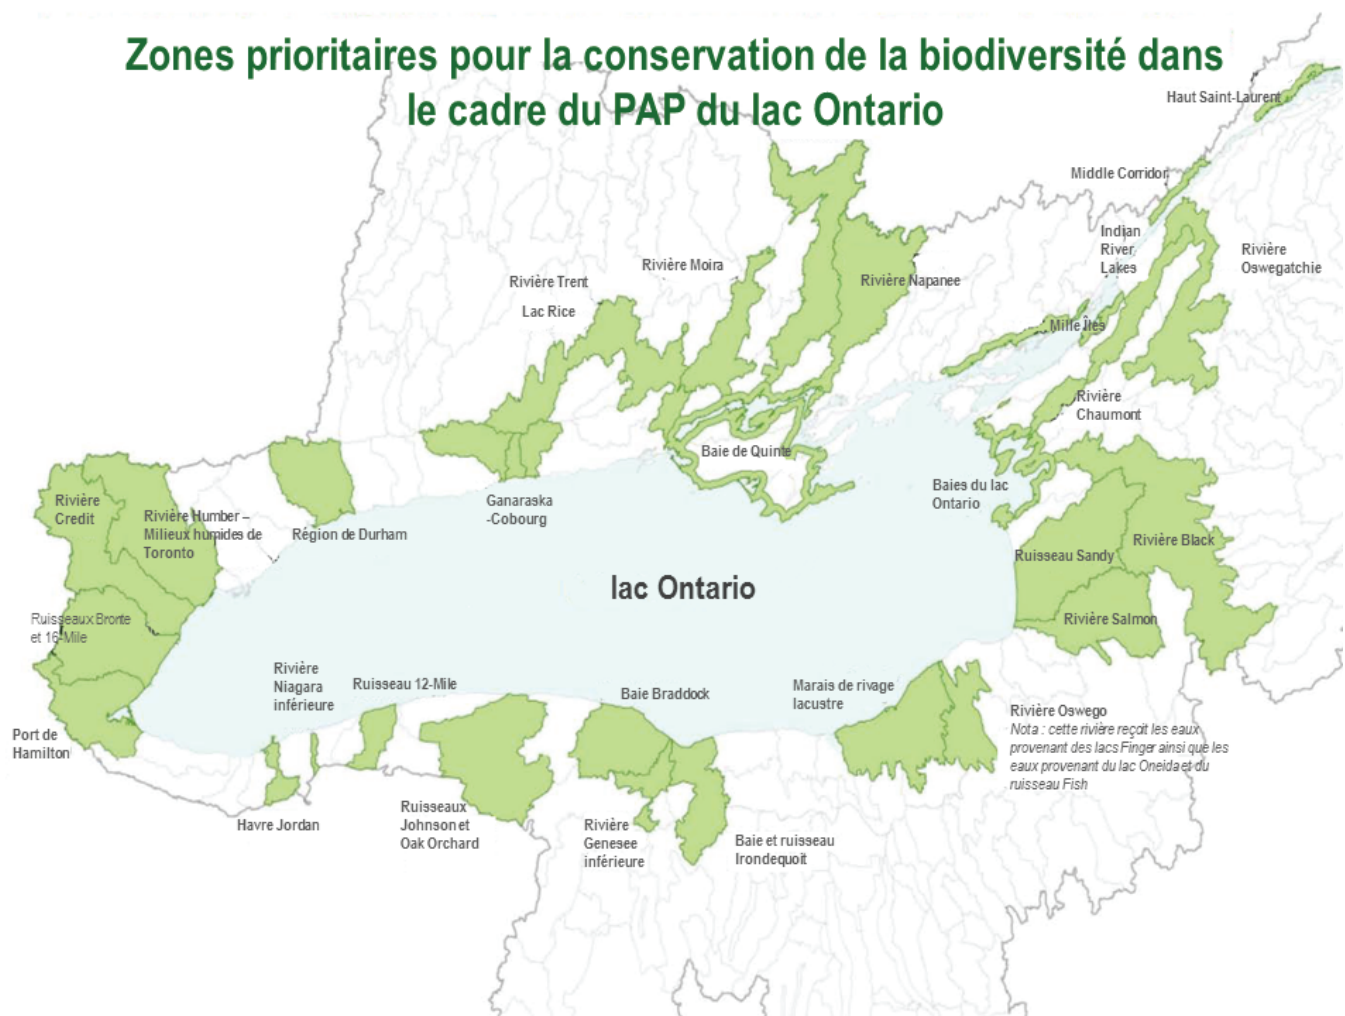 Zones prioritaires pour la conservation de la biodiversité dans
le cadre du PAP du lac Ontario
Haut Saint-Laurent
Middle Corridor
Indian
River
Lakes
Rivière
Oswegatchie
Rivière Moira
Rivière Napanee
Rivière Trent
Lac Rice
Mille Îles
Rivière
Chaumont
Baie de Quinte
Baies du lac
Ontario
Ganaraska
-Cobourg
Rivière
Credit
Rivière Humber –
Milieux humides de
Toronto
Région de Durham
Ruisseau Sandy
Rivière Black
lac Ontario
Ruisseaux Bronte
et 16-Mile
Rivière Salmon
Rivière
Niagara
inférieure
Ruisseau 12-Mile
Baie Braddock
Marais de rivage
lacustre
Port de
Hamilton
Rivière Oswego
Nota : cette rivière reçoit les eaux
provenant des lacs Finger ainsi que les
eaux provenant du lac Oneida et du
ruisseau Fish
Havre Jordan
Ruisseaux
Johnson et
Oak Orchard
Rivière
Genesee
inférieure
Baie et ruisseau
Irondequoit